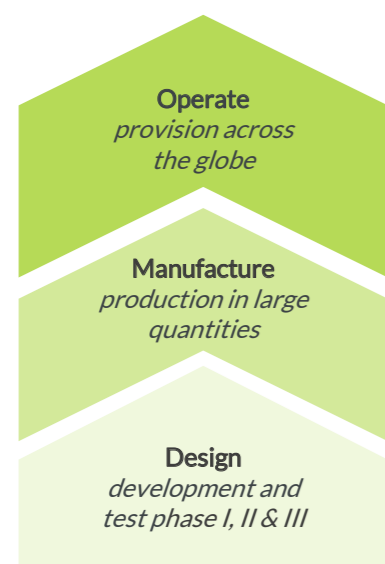 Operate
provision across
the globe
Manufacture
production in large
quantities
Design
development and
test phase I, II & III